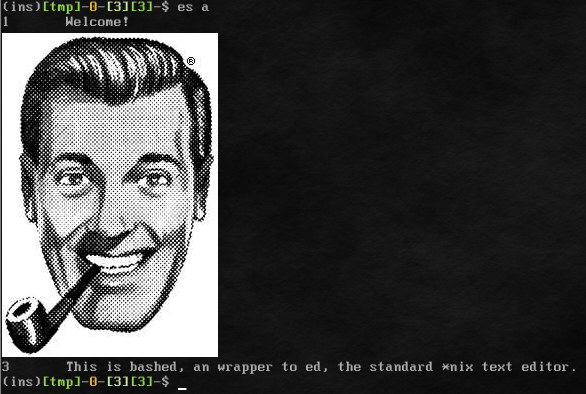 (ins)[tmp]-0-[3][3]-$ es a
1       Welcome!
®
3       This is bashed, an wrapper to ed, the standard *nix text editor.
(ins)[tmp]-0-[3][3]-$ _